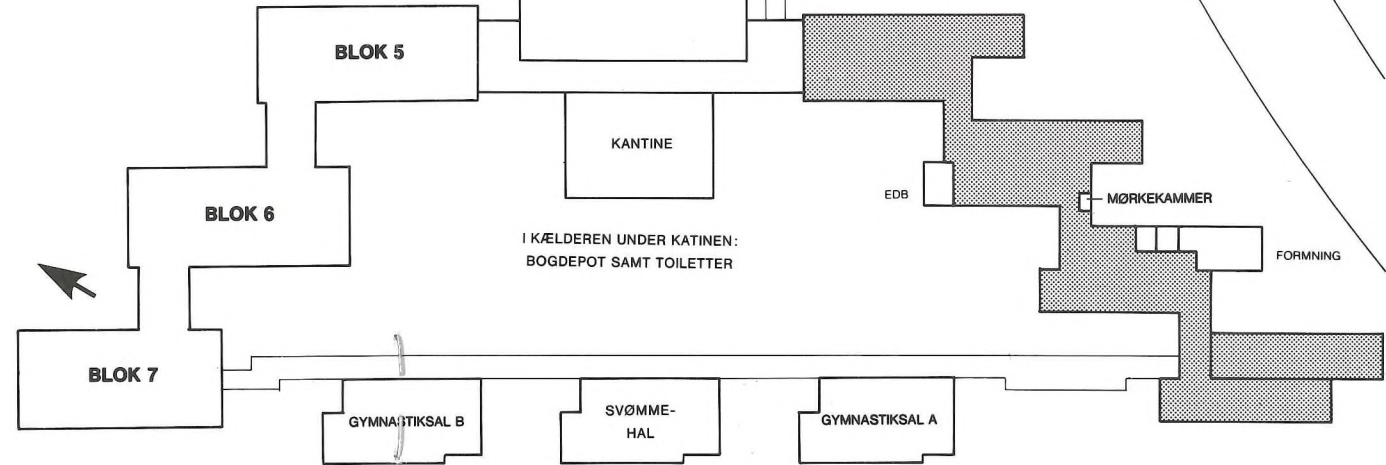 BLOK 5
KANTINE
EDB
MØRKEKAMMER
BLOK 6
I KÆLDEREN UNDER KATINEN:
BOGDEPOT SAMT TOILETTER
FORMNING
BLOK 7
GYMNASTIKSAL B
SVØMME-
HAL
GYMNASTIKSAL A